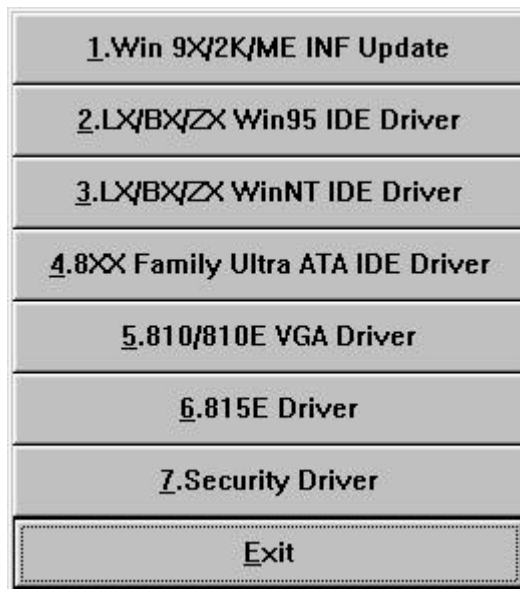 1.Win 9X/2K/ME INF Update
2.LX/BX/ZX Win95 IDE Driver
3.LX/BX/ZX WinNT IDE Driver
4.8XX Family Ultra ATA IDE Driver
5.810/810E VGA Driver
6.815E Driver
7.Security Driver
Exit